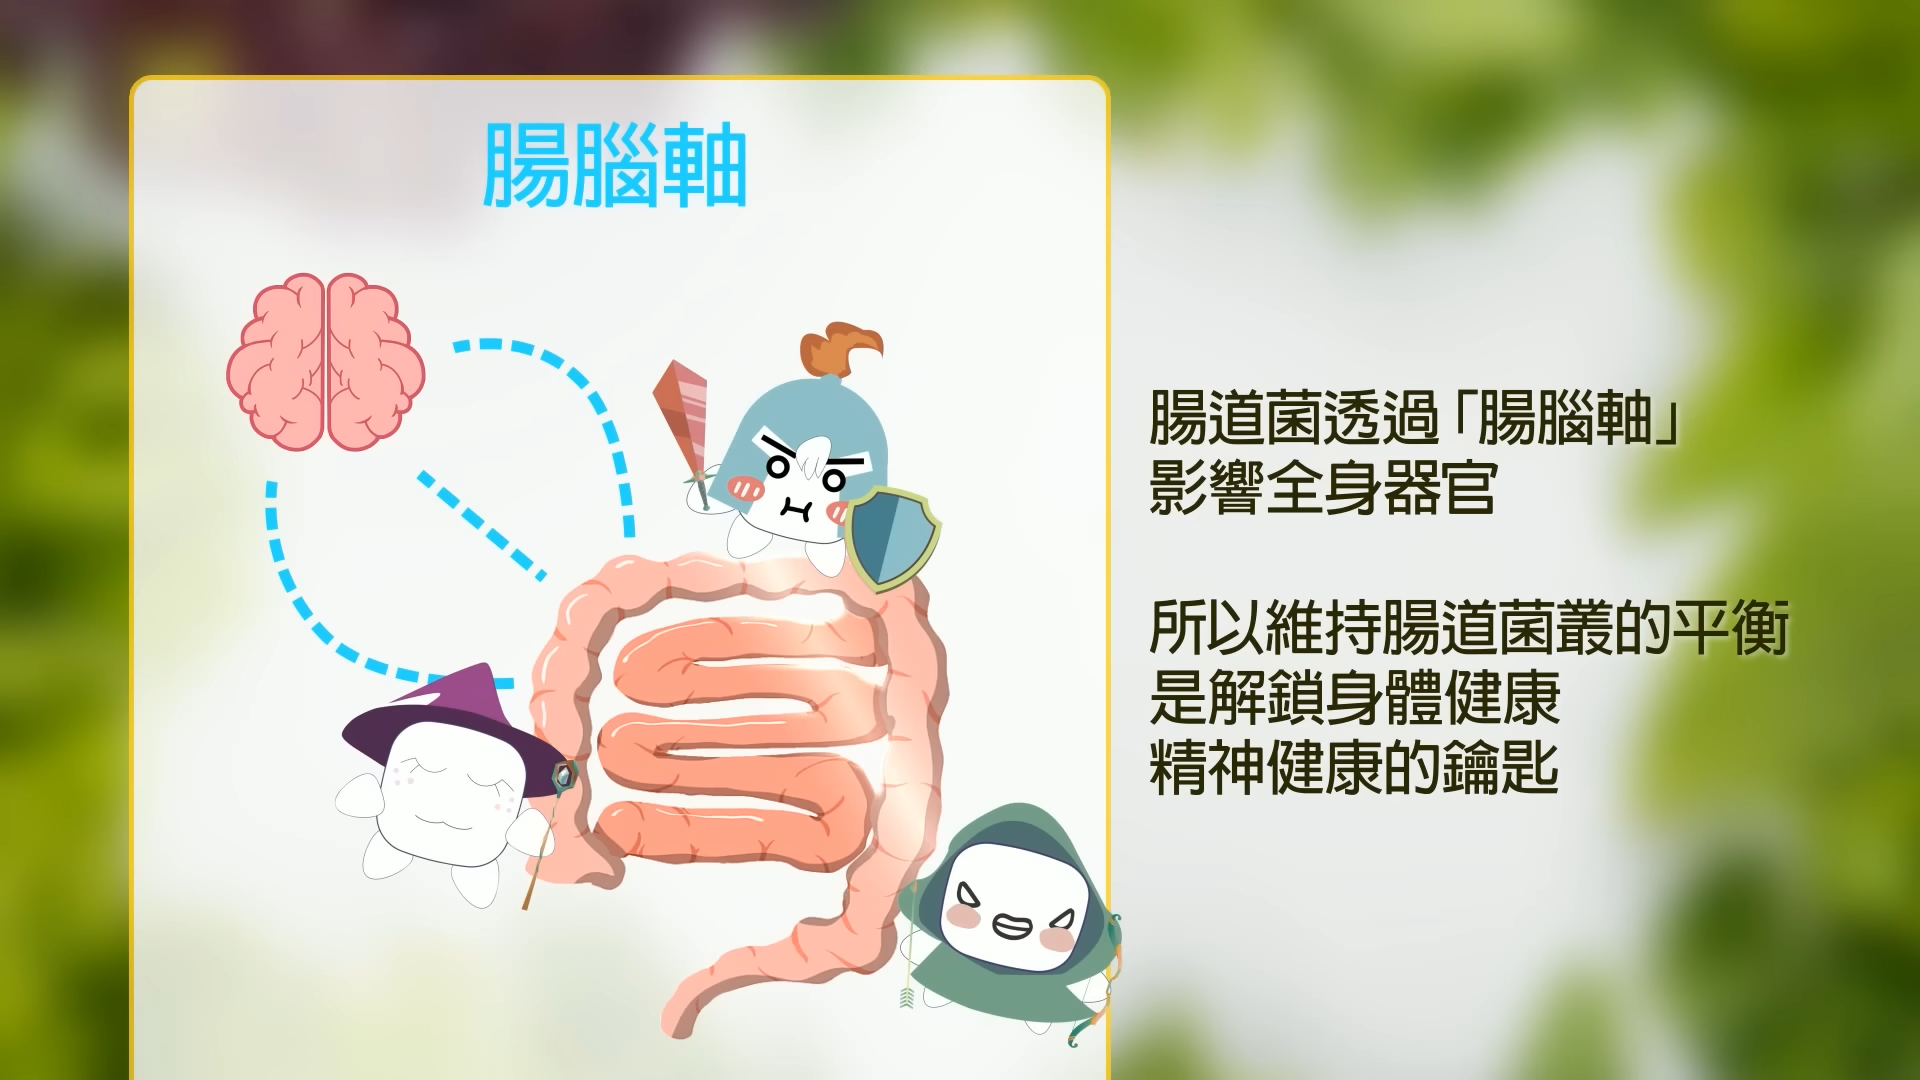 腸腦軸
腸道菌透過「腸腦軸」
影響全身器官
所以維持腸道菌叢的平衡
是解鎖身體健康
精神健康的鑰匙